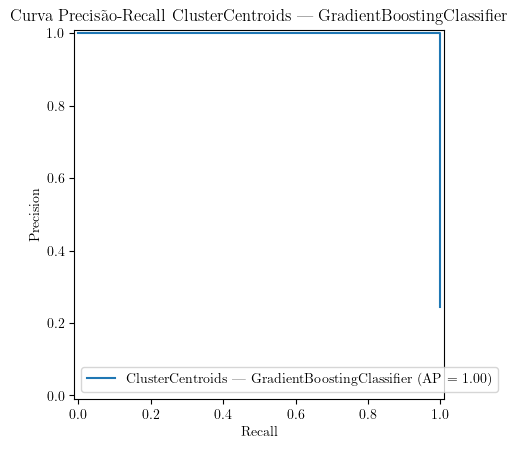 Curva Precisão-Recall ClusterCentroids — GradientBoostingClassifier
1.0
0.8
0.6
0.4
0.2
0.0
Precision
ClusterCentroids — GradientBoostingClassifier (AP = 1.00)
0.0 0.2 0.4 0.6 0.8 1.0
Recall